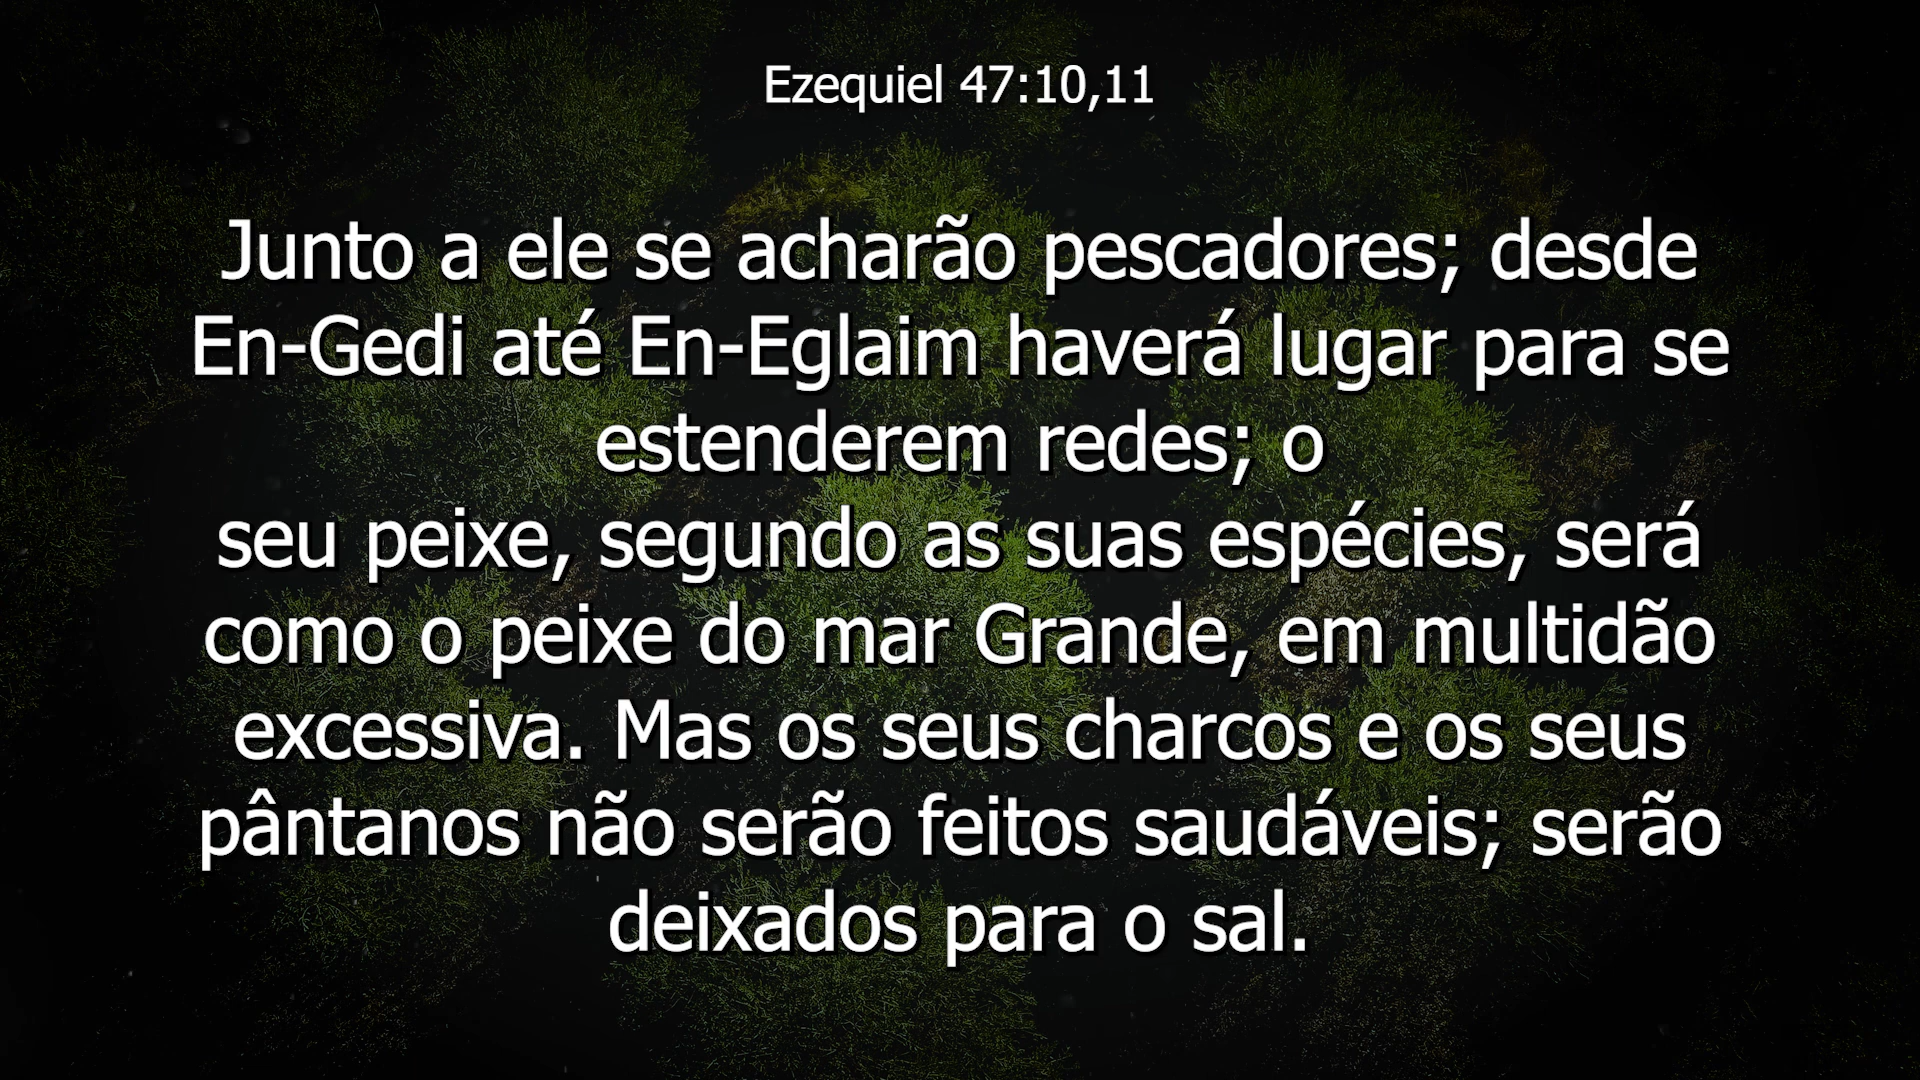 Ezequiel 47:10,11
Junto a ele se acharão pescadores; desde
En-Gedi até En-Eglaim haverá lugar para se
estenderem redes; o
seu peixe, segundo as suas espécies, será
como o peixe do mar Grande, em multidão
excessiva. Mas os seus charcos e os seus
pântanos não serão feitos saudáveis; serão
deixados para o sal.